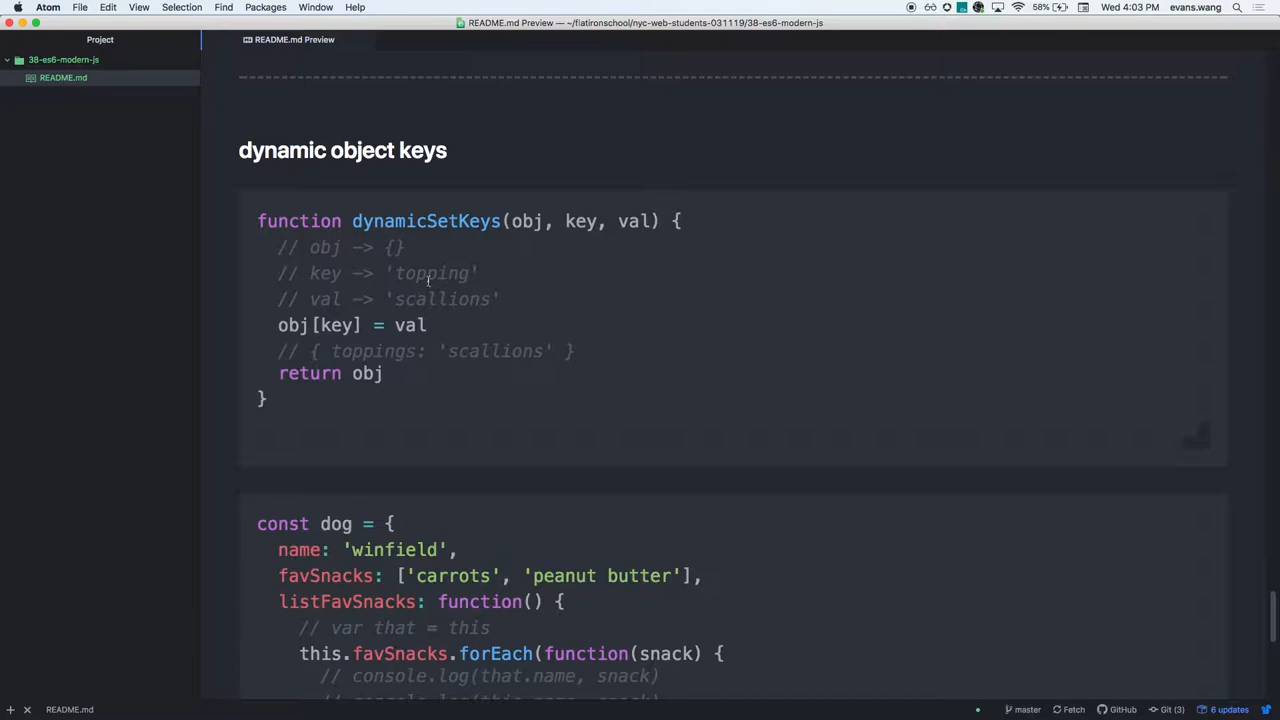 Atom File Edit View Selection Find Packages Window Help 58% Wed 4:03 PM evans.wang
README.md Preview — ~/flatironschool/nyc-web-students-031119/38-es6-modern-js
Project
README.md Preview
38-es6-modern-js
README.md
dynamic object keys
function dynamicSetKeys(obj, key, val) {
// obj -> {}
// key -> 'topping'
// val -> 'scallions'
obj[key] = val
// { toppings: 'scallions' }
return obj
}
const dog = {
name: 'winfield',
favSnacks: ['carrots', 'peanut butter'],
listFavSnacks: function() {
// var that = this
this.favSnacks.forEach(function(snack) {
// console.log(that.name, snack)
README.md master Fetch GitHub Git (3) 6 updates